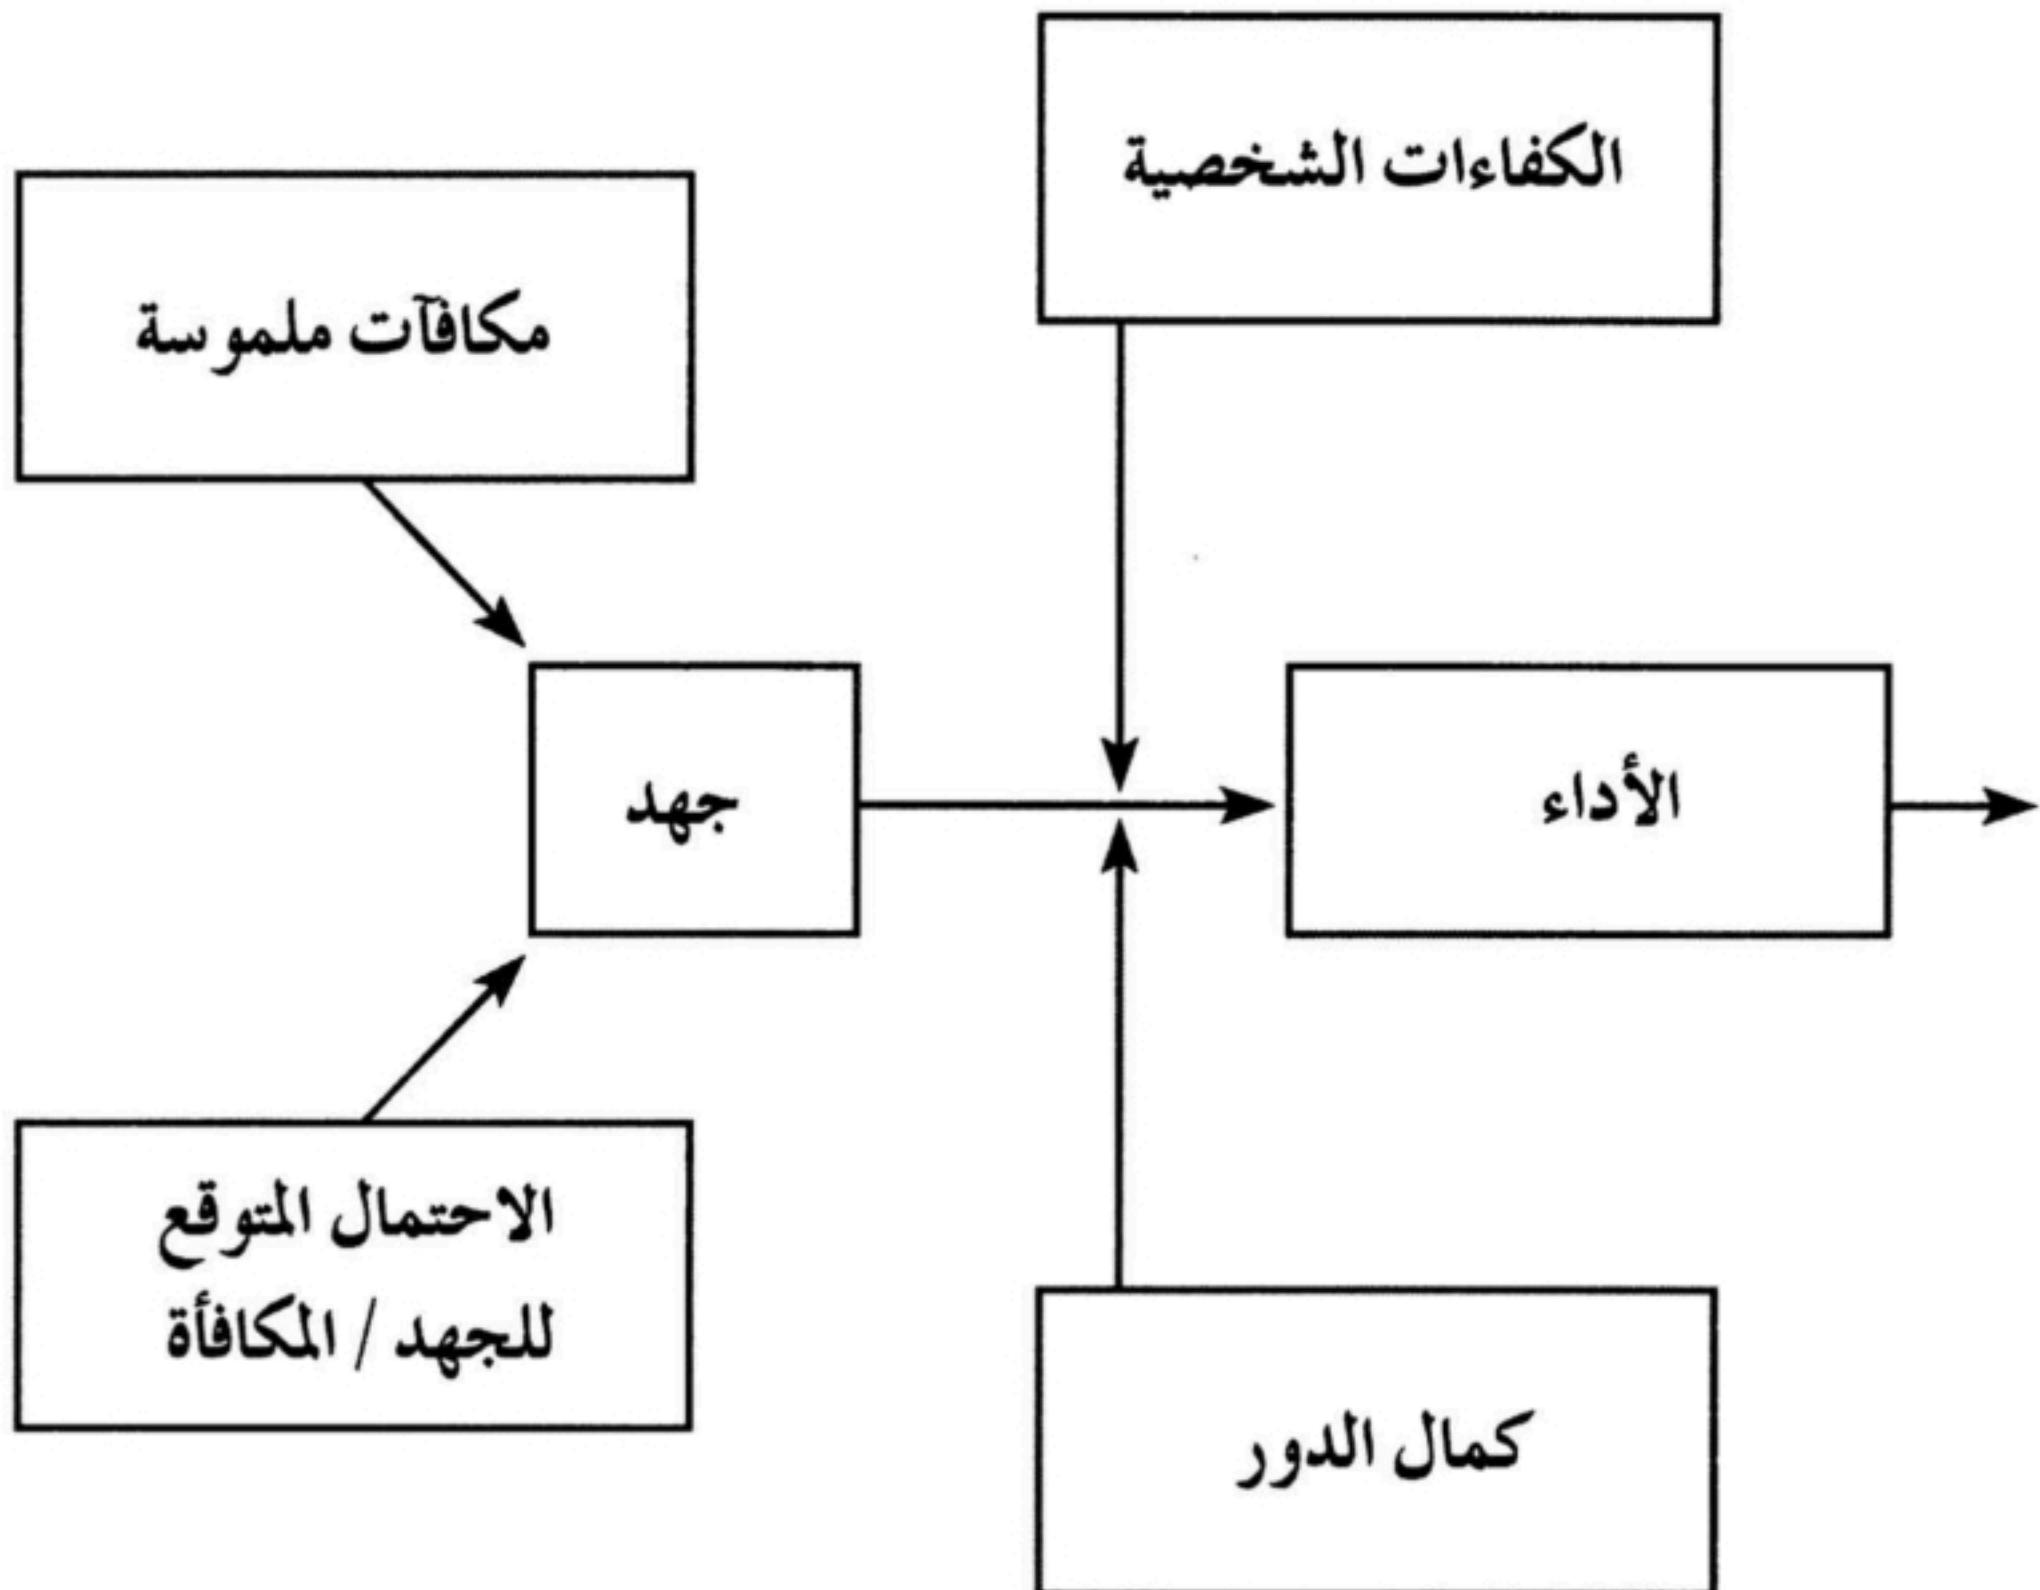 الكفاءات الشخصية
مكافآت ملموسة
جهد
الأداء
الاحتمال المتوقع
للجهد / المكافأة
كمال الدور